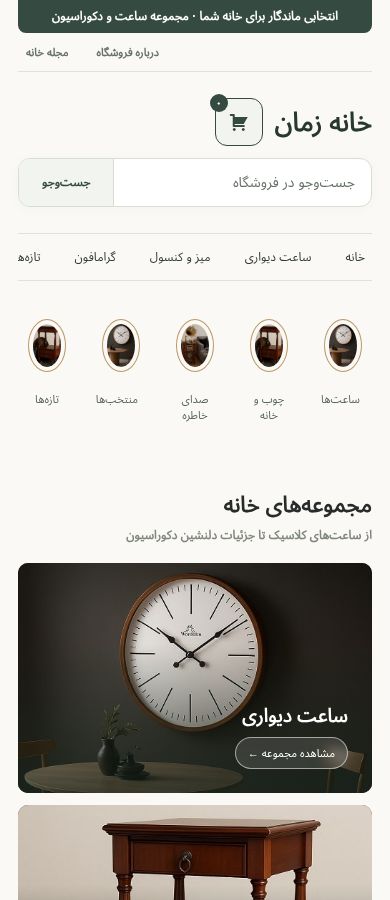 انتخابی ماندگار برای خانه شما · مجموعه ساعت و دکوراسیون
درباره فروشگاه
مجله خانه
خانه زمان
۰
جست‌وجو در فروشگاه
جست‌وجو
خانه
ساعت دیواری
میز و کنسول
گرامافون
تازه‌ه
ساعت‌ها
چوب و
خانه
صدای
خاطره
منتخب‌ها
تازه‌ها
مجموعه‌های خانه
از ساعت‌های کلاسیک تا جزئیات دلنشین دکوراسیون
ساعت دیواری
مشاهده مجموعه ←